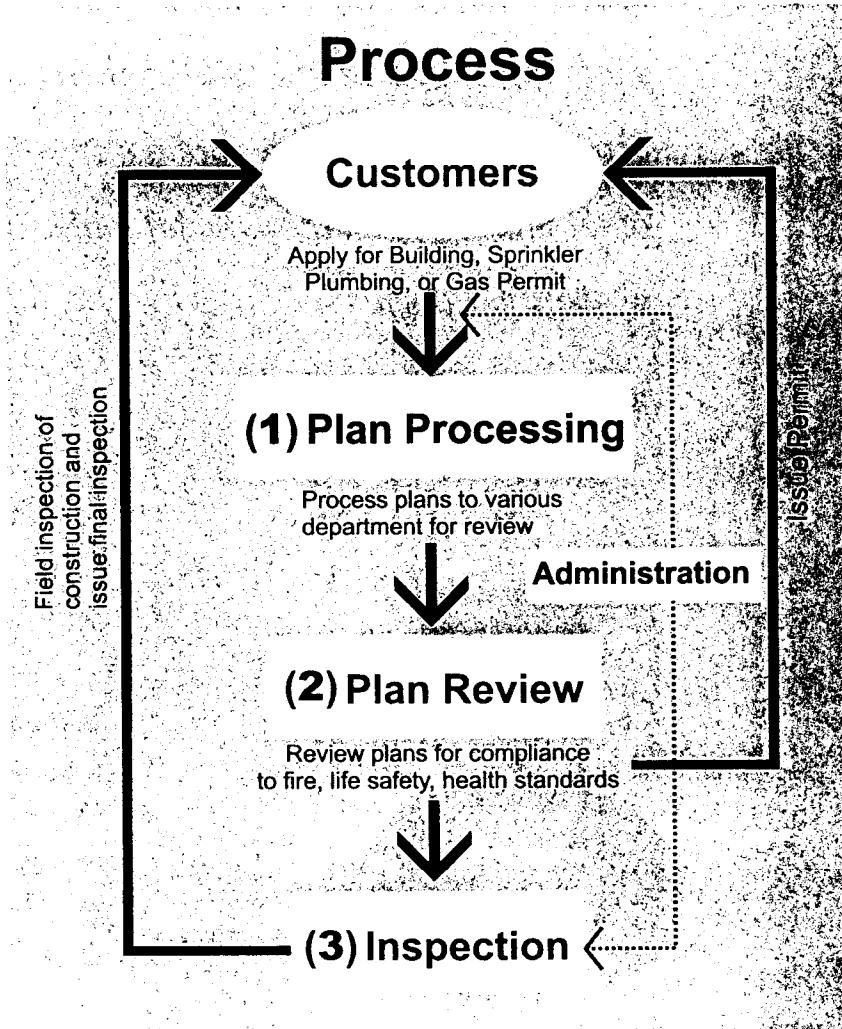 Process
Customers
Apply for Building, Sprinkler
Plumbing, or Gas Permit
(1) Plan Processing
Process plans to various
department for review
Administration
(2) Plan Review
Review plans for compliance
to fire, life safety, health standards
(3) Inspection
Field inspection of
construction and
issue final inspection
Issue Permit